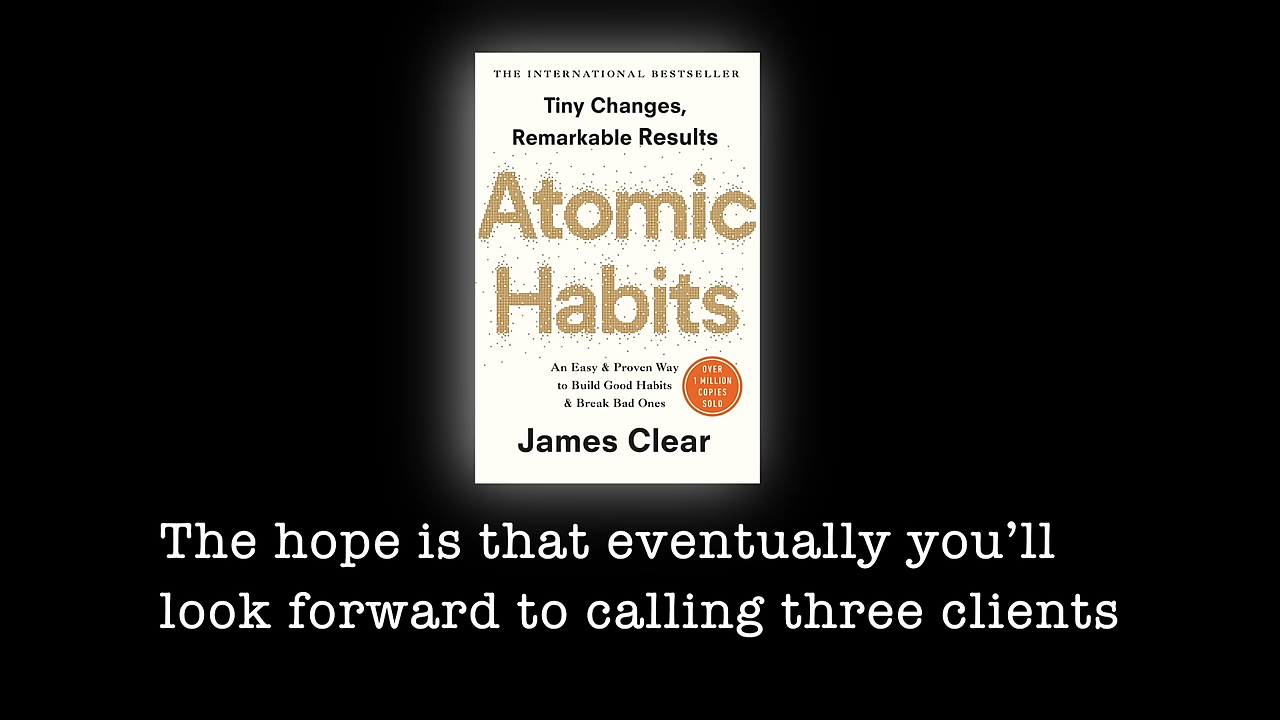 THE INTERNATIONAL BESTSELLER
Tiny Changes,
Remarkable Results
Atomic
Habits
An Easy & Proven Way
to Build Good Habits
& Break Bad Ones
OVER
1 MILLION
COPIES
SOLD
James Clear
The hope is that eventually you’ll
look forward to calling three clients